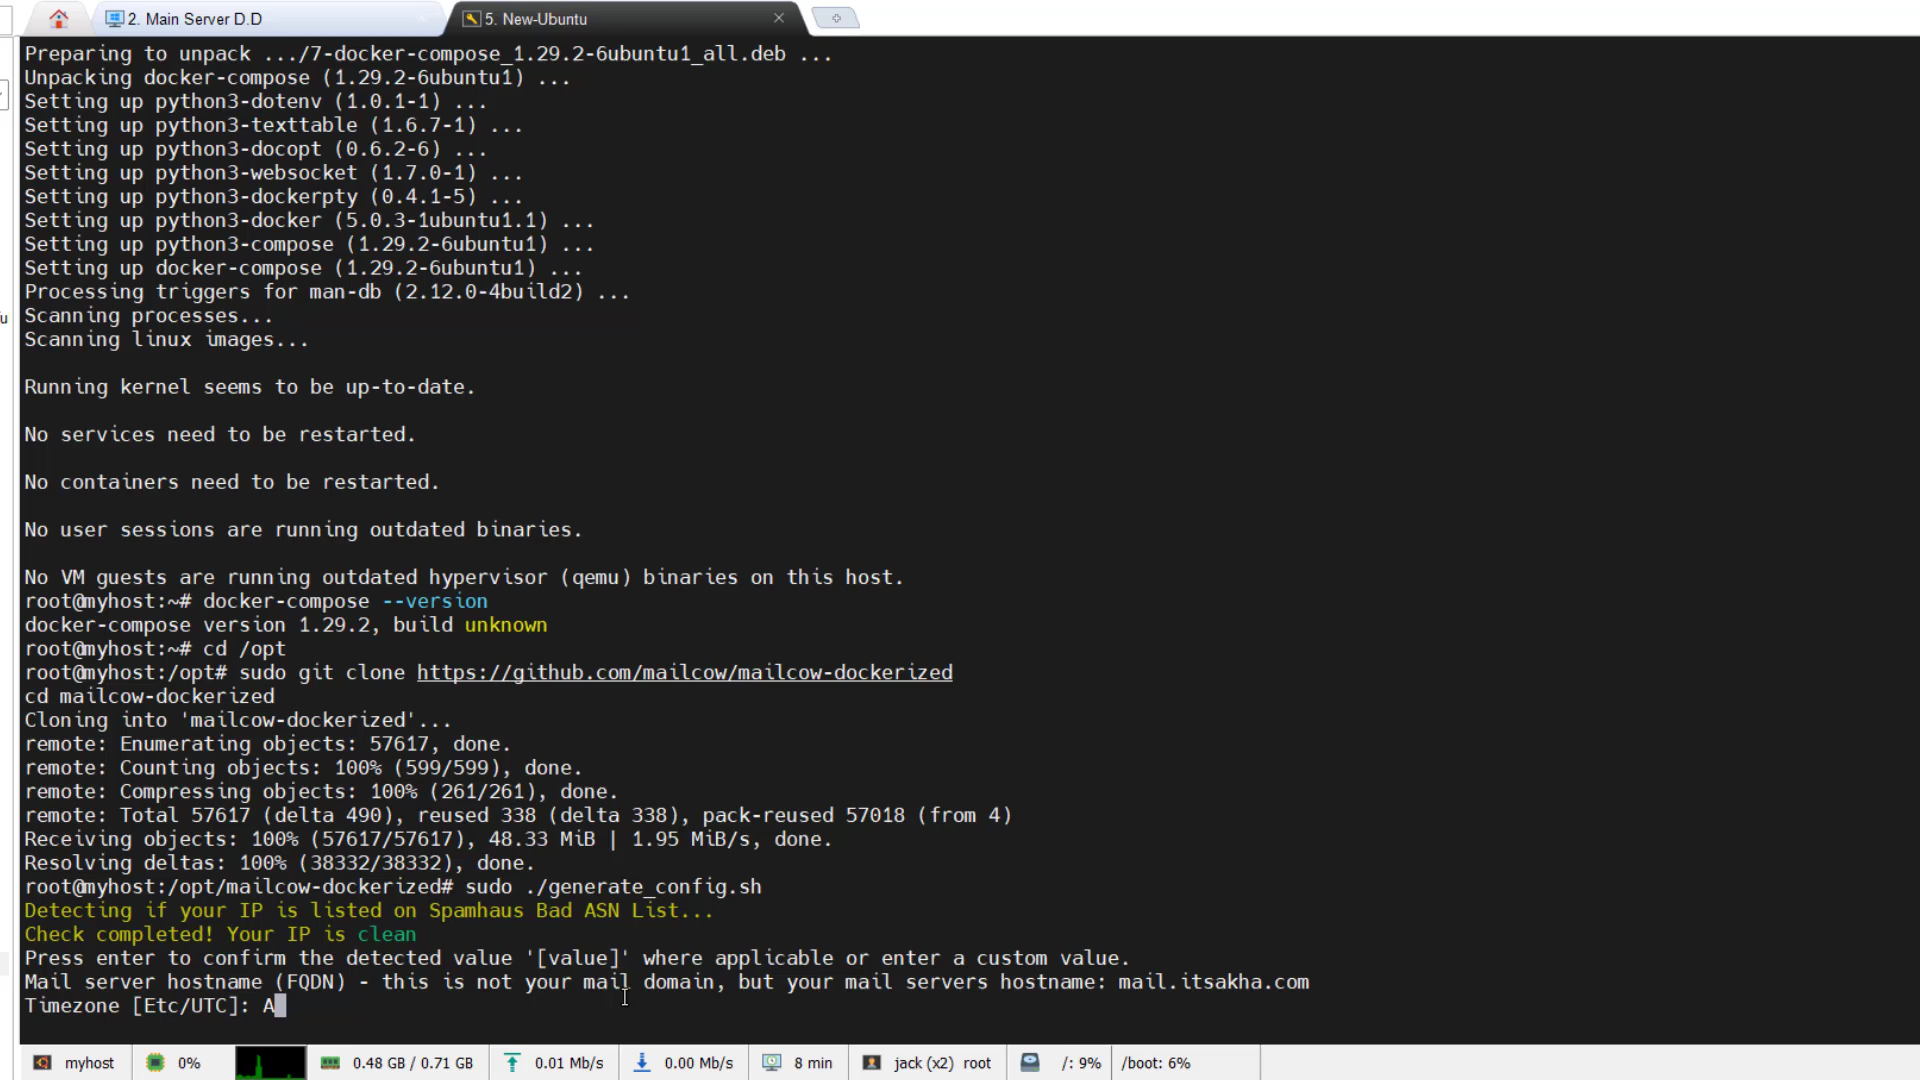 2. Main Server D.D
5. New-Ubuntu
Preparing to unpack .../7-docker-compose_1.29.2-6ubuntu1_all.deb ...
Unpacking docker-compose (1.29.2-6ubuntu1) ...
Setting up python3-dotenv (1.0.1-1) ...
Setting up python3-texttable (1.6.7-1) ...
Setting up python3-docopt (0.6.2-6) ...
Setting up python3-websocket (1.7.0-1) ...
Setting up python3-dockerpty (0.4.1-5) ...
Setting up python3-docker (5.0.3-1ubuntu1.1) ...
Setting up python3-compose (1.29.2-6ubuntu1) ...
Setting up docker-compose (1.29.2-6ubuntu1) ...
Processing triggers for man-db (2.12.0-4build2) ...
Scanning processes...
Scanning linux images...
Running kernel seems to be up-to-date.
No services need to be restarted.
No containers need to be restarted.
No user sessions are running outdated binaries.
No VM guests are running outdated hypervisor (qemu) binaries on this host.
root@myhost:~# docker-compose --version
docker-compose version 1.29.2, build unknown
root@myhost:~# cd /opt
root@myhost:/opt# sudo git clone https://github.com/mailcow/mailcow-dockerized
cd mailcow-dockerized
Cloning into 'mailcow-dockerized'...
remote: Enumerating objects: 57617, done.
remote: Counting objects: 100% (599/599), done.
remote: Compressing objects: 100% (261/261), done.
remote: Total 57617 (delta 490), reused 338 (delta 338), pack-reused 57018 (from 4)
Receiving objects: 100% (57617/57617), 48.33 MiB | 1.95 MiB/s, done.
Resolving deltas: 100% (38332/38332), done.
root@myhost:/opt/mailcow-dockerized# sudo ./generate_config.sh
Detecting if your IP is listed on Spamhaus Bad ASN List...
Check completed! Your IP is clean
Press enter to confirm the detected value '[value]' where applicable or enter a custom value.
Mail server hostname (FQDN) - this is not your mail domain, but your mail servers hostname: mail.itsakha.com
Timezone [Etc/UTC]: A
myhost 0% 0.48 GB / 0.71 GB 0.01 Mb/s 0.00 Mb/s 8 min jack (x2) root /: 9% /boot: 6%